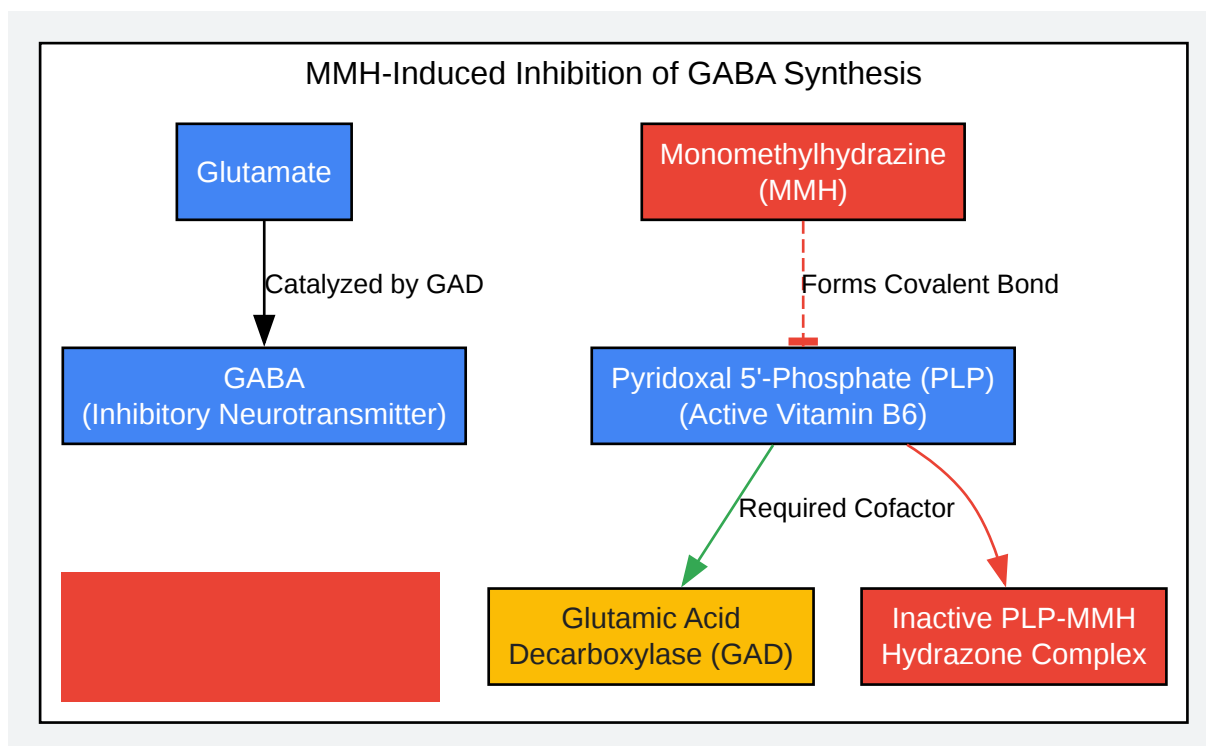 MMH-Induced Inhibition of GABA Synthesis
Glutamate
Monomethylhydrazine
(MMH)
Catalyzed by GAD
Forms Covalent Bond
GABA
(Inhibitory Neurotransmitter)
Pyridoxal 5'-Phosphate (PLP)
(Active Vitamin B6)
Required Cofactor
Glutamic Acid
Decarboxylase (GAD)
Inactive PLP-MMH
Hydrazone Complex